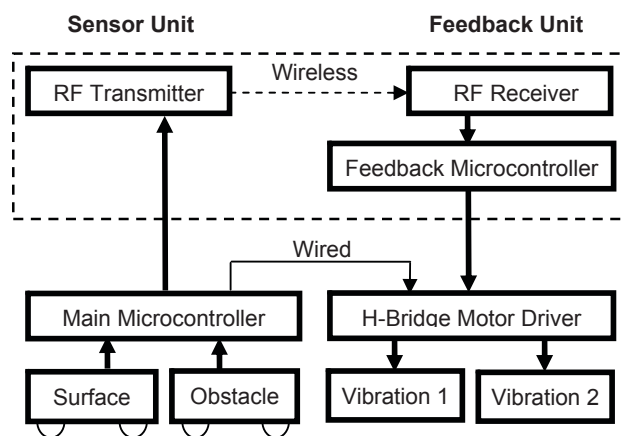 Sensor Unit
Feedback Unit
Wireless
RF Transmitter
RF Receiver
Feedback Microcontroller
Wired
Main Microcontroller
H-Bridge Motor Driver
Surface
Obstacle
Vibration 1
Vibration 2